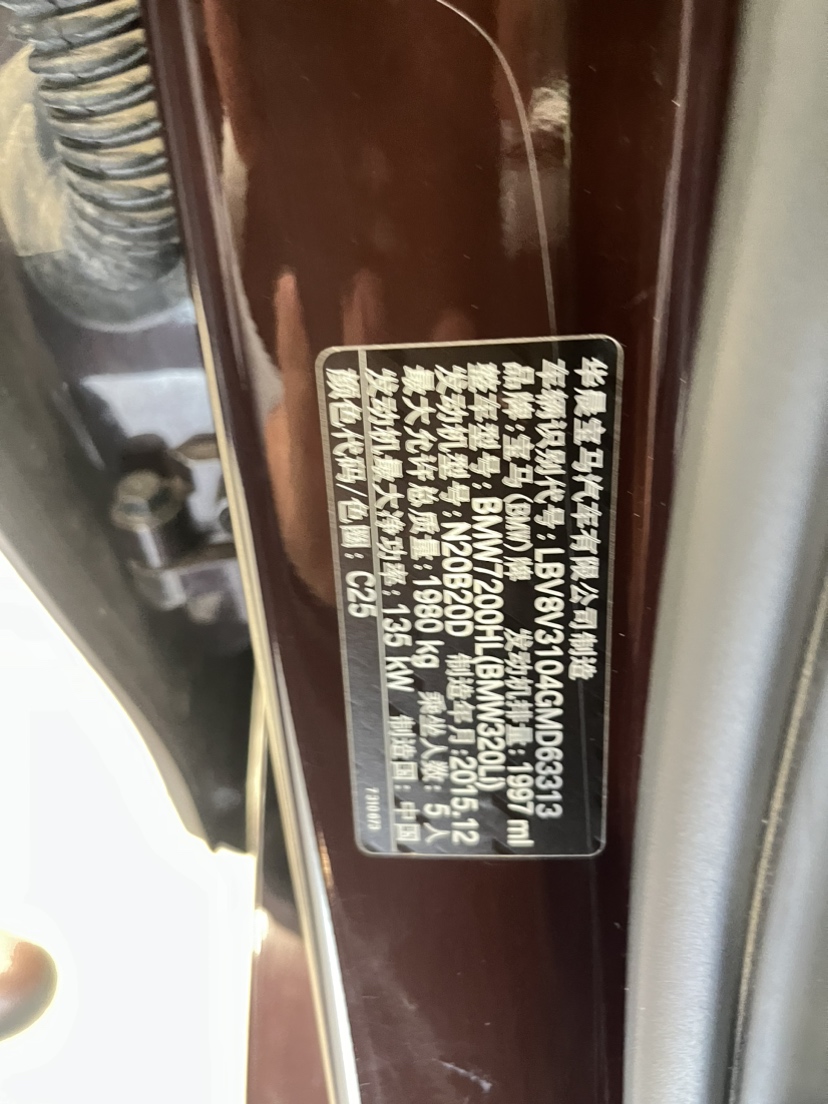 华晨宝马汽车有限公司制造
车辆识别代号：LBV8V3104GMD63313
品牌：宝马（BMW）牌 发动机排量：1997 ml
整车型号：BMW7200HL(BMW320Li)
发动机型号：N20B20D 制造年月：2015.12
最大允许总质量：1980 kg 乘坐人数：5人
发动机最大净功率：135 kW 制造国：中国
颜色代码/色圈：C25
7310673